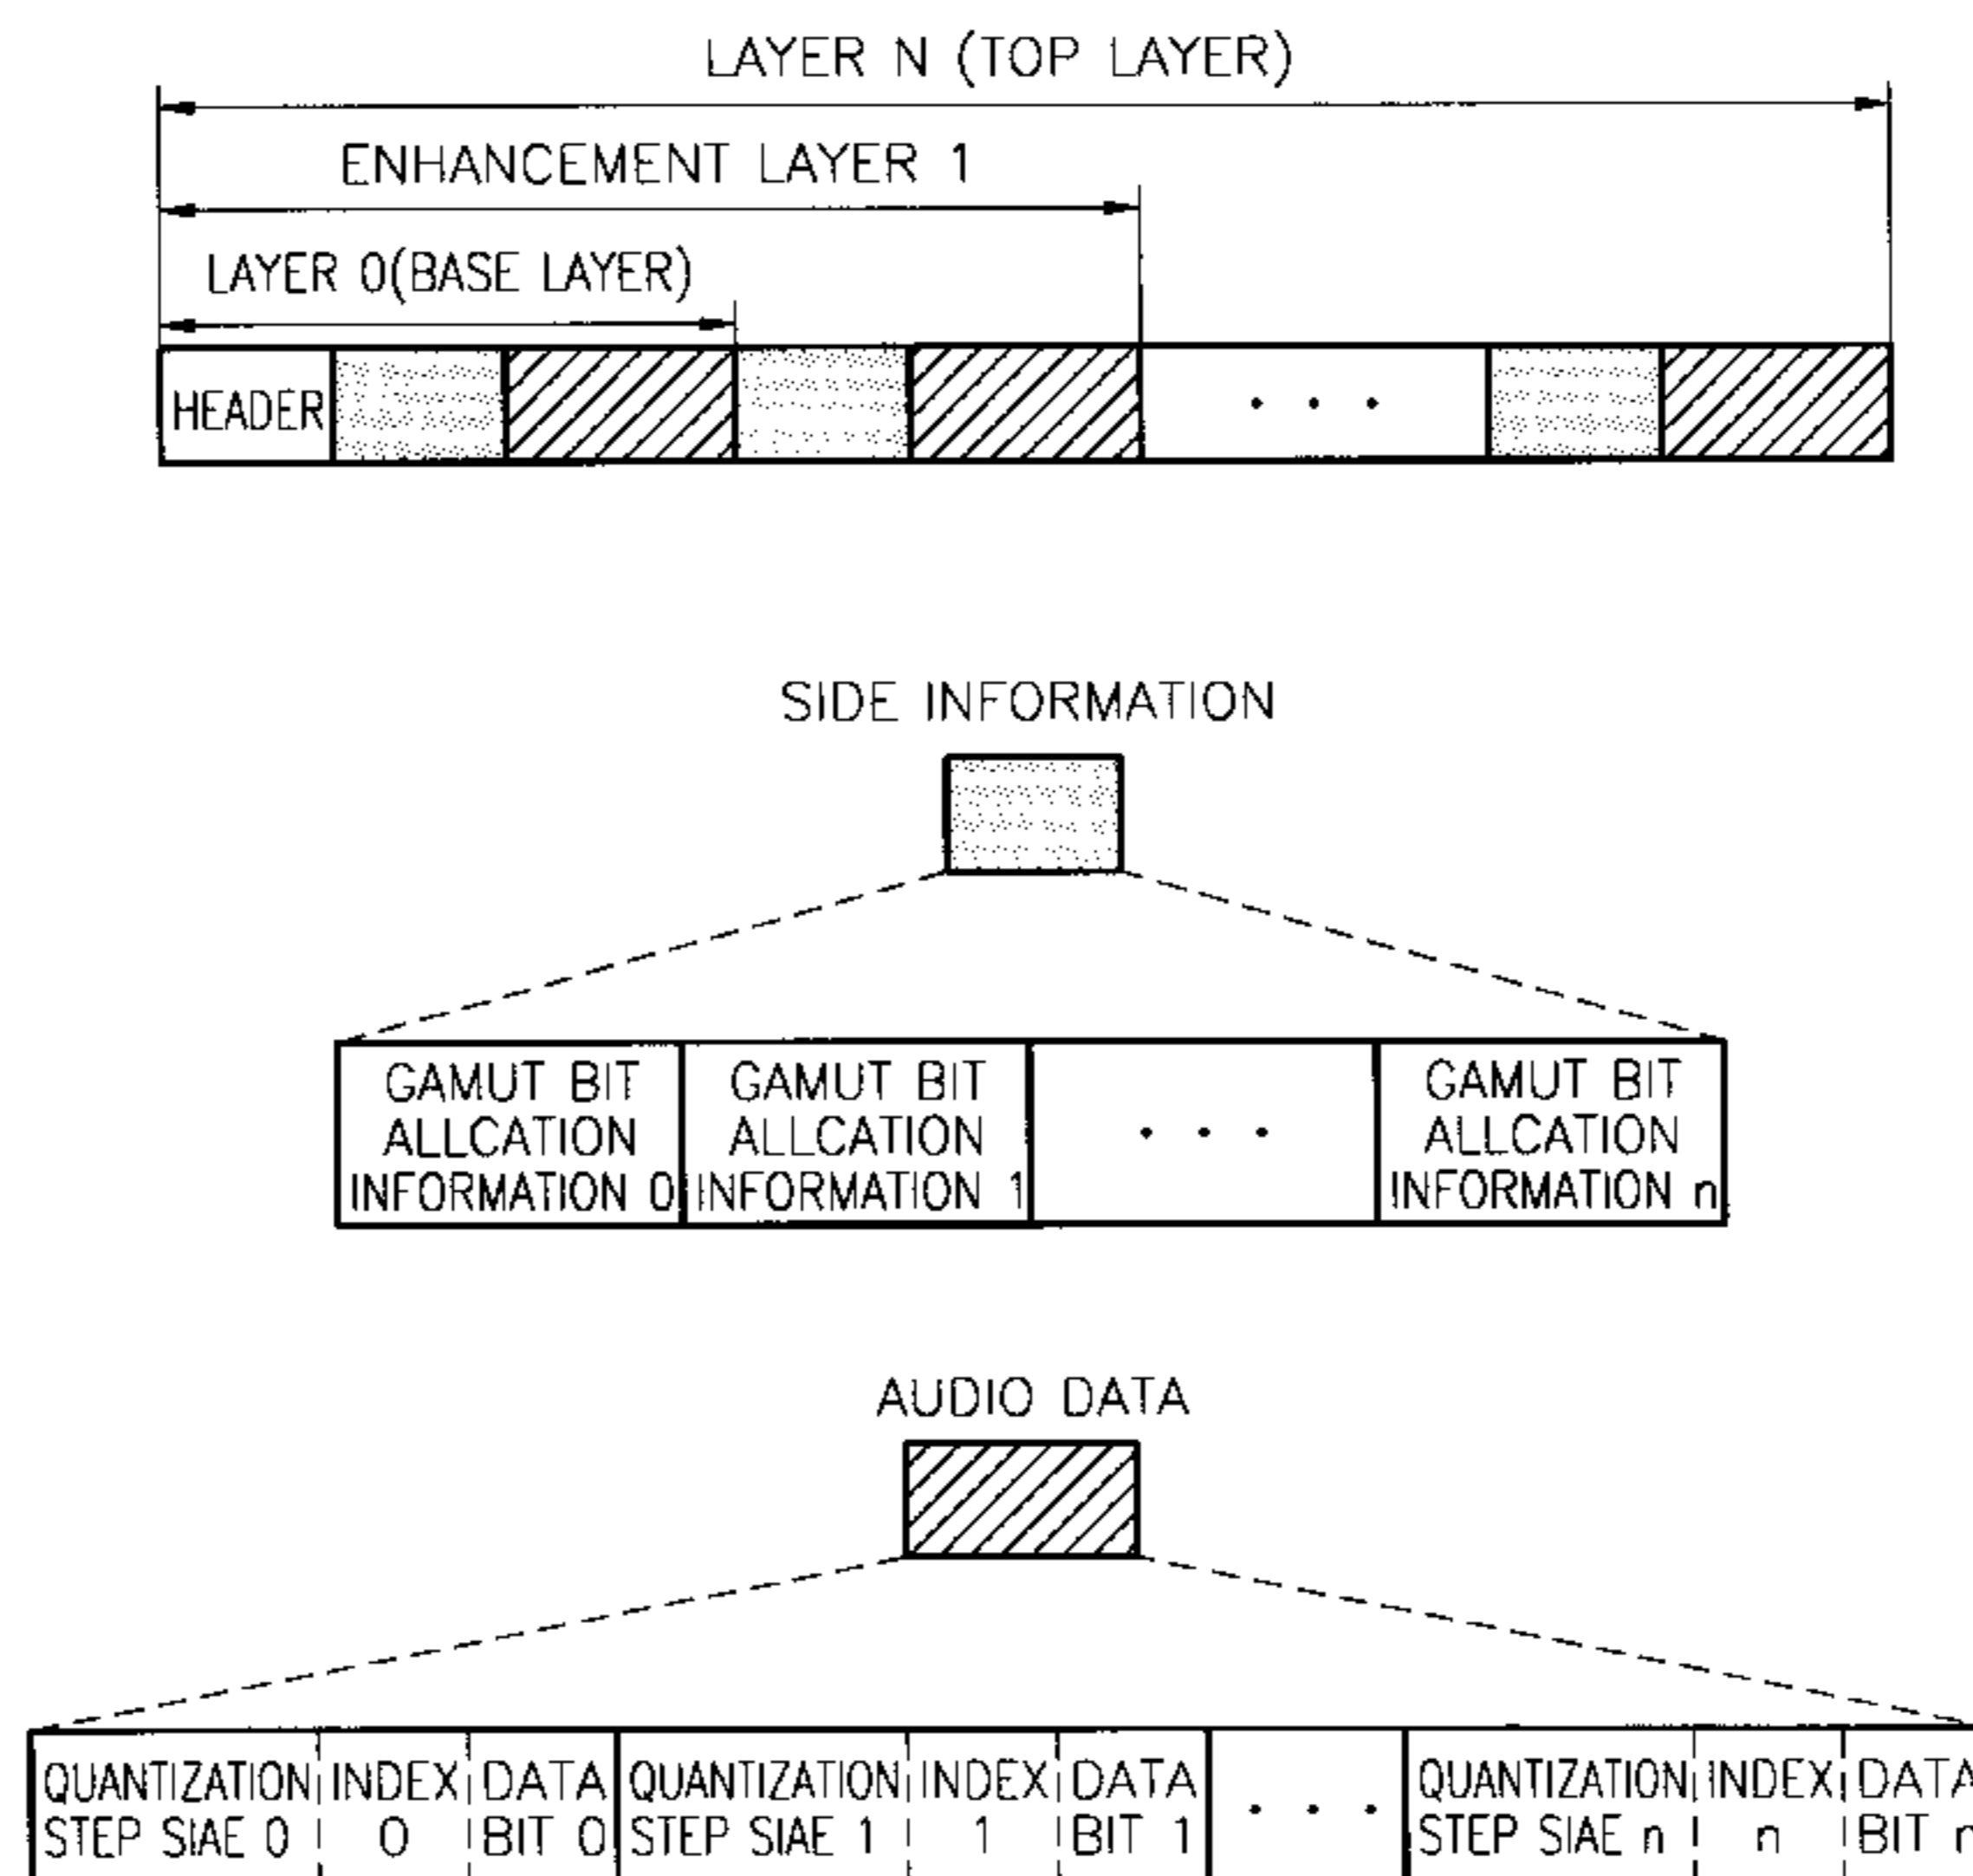 LAYER N (TOP LAYER)
ENHANCEMENT LAYER 1
LAYER 0(BASE LAYER)
HEADER
. . .
SIDE INFORMATION
GAMUT BIT ALLCATION INFORMATION 0
GAMUT BIT ALLCATION INFORMATION 1
. . .
GAMUT BIT ALLCATION INFORMATION n
AUDIO DATA
QUANTIZATION STEP SIAE 0
INDEX 0
DATA BIT 0
QUANTIZATION STEP SIAE 1
INDEX 1
DATA BIT 1
. . .
QUANTIZATION STEP SIAE n
INDEX n
DATA BIT n